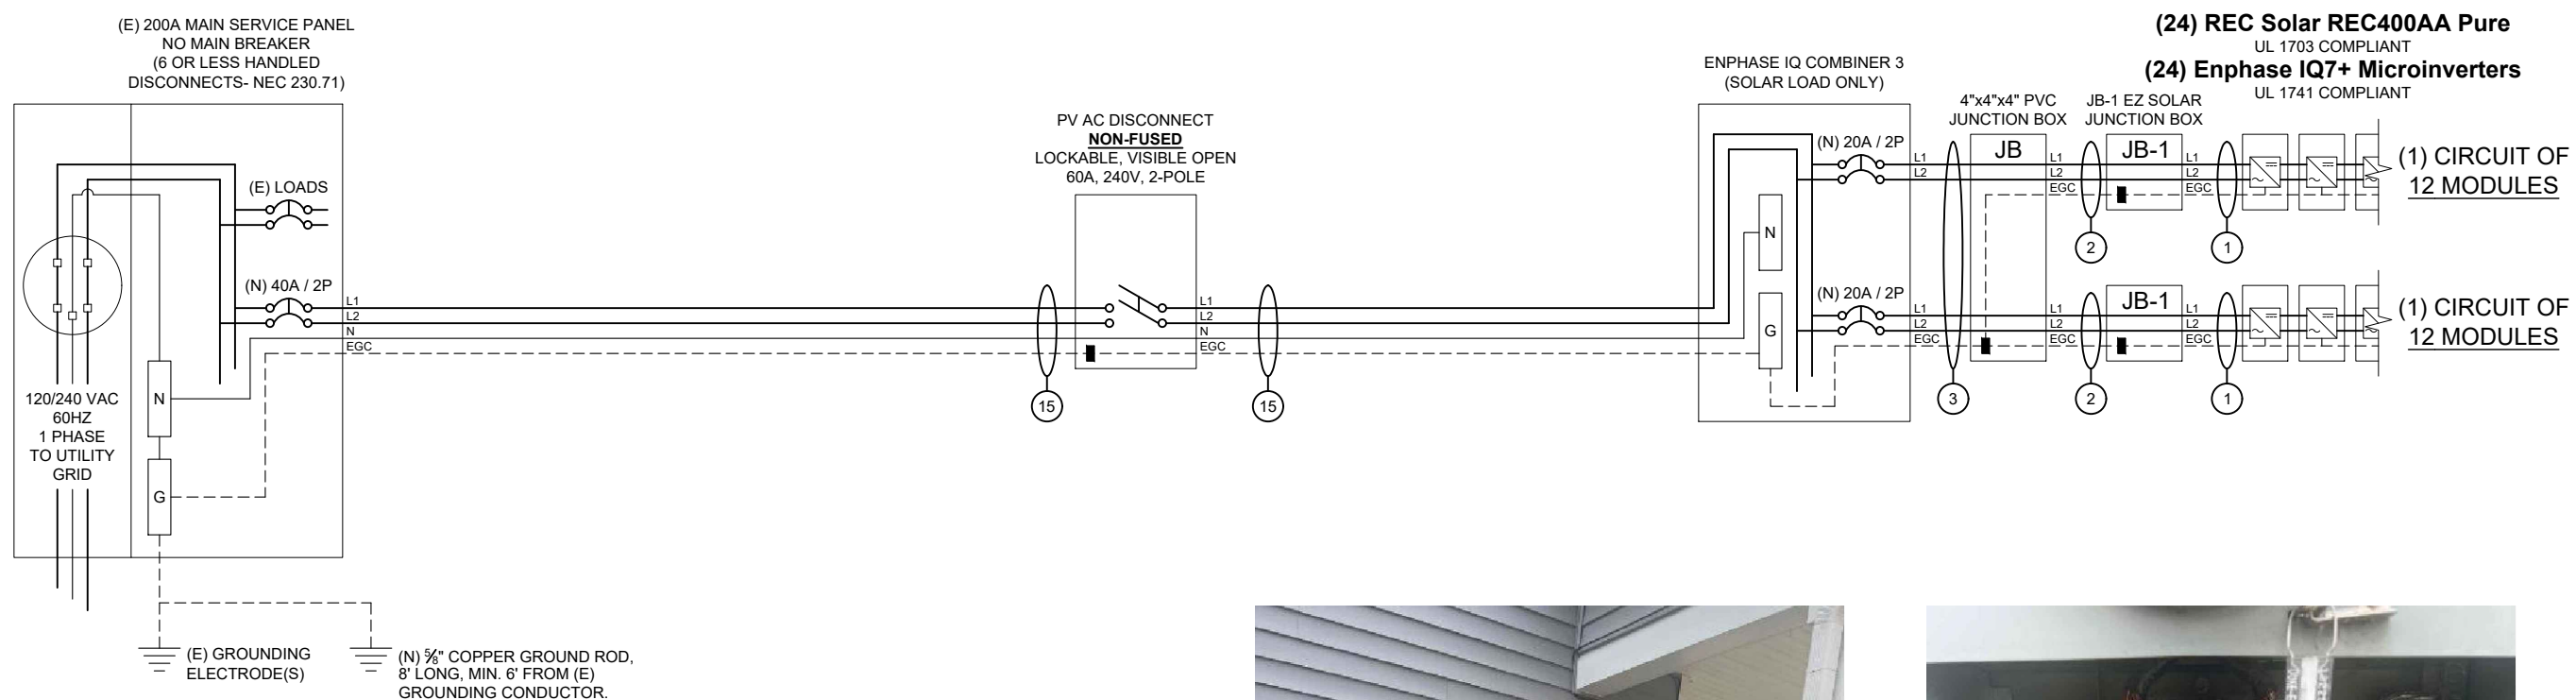 (E) 200A MAIN SERVICE PANEL
NO MAIN BREAKER
(6 OR LESS HANDLED
DISCONNECTS- NEC 230.71)
(E) LOADS
(N) 40A / 2P
L1
L2
N
EGC
N
G
120/240 VAC
60HZ
1 PHASE
TO UTILITY
GRID
(E) GROUNDING
ELECTRODE(S)
(N) ⅝" COPPER GROUND ROD,
8' LONG, MIN. 6' FROM (E)
GROUNDING CONDUCTOR.
15
PV AC DISCONNECT
NON-FUSED
LOCKABLE, VISIBLE OPEN
60A, 240V, 2-POLE
L1
L2
N
EGC
15
ENPHASE IQ COMBINER 3
(SOLAR LOAD ONLY)
(N) 20A / 2P
N
G
(N) 20A / 2P
L1
L2
L1
L2
EGC
3
(24) REC Solar REC400AA Pure
UL 1703 COMPLIANT
(24) Enphase IQ7+ Microinverters
UL 1741 COMPLIANT
4"x4"x4" PVC
JUNCTION BOX
JB-1 EZ SOLAR
JUNCTION BOX
JB
L1
L2
EGC
JB-1
L1
L2
EGC
2
1
(1) CIRCUIT OF
12 MODULES
L1
L2
EGC
JB-1
L1
L2
EGC
2
1
(1) CIRCUIT OF
12 MODULES